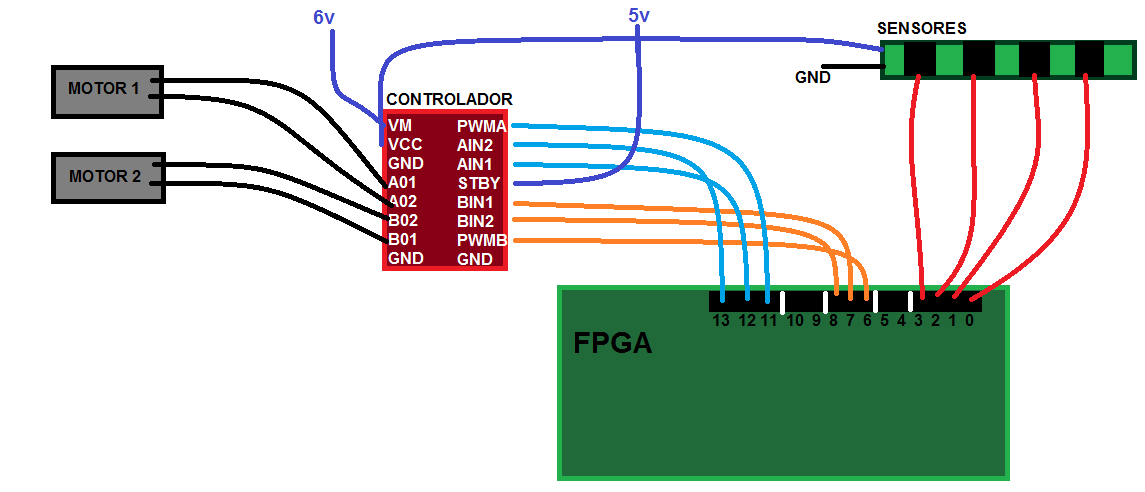 6v
5v
SENSORES
GND
MOTOR 1
MOTOR 2
CONTROLADOR
VM PWMA
VCC AIN2
GND AIN1
A01 STBY
A02 BIN1
B02 BIN2
B01 PWMB
GND GND
13 12 11 10 9 8 7 6 5 4 3 2 1 0
FPGA